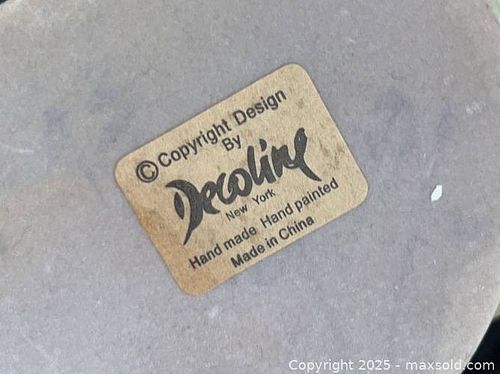 © Copyright Design
By
Decoline
New York
Hand made Hand painted
Made in China
Copyright 2025 - maxsold.com